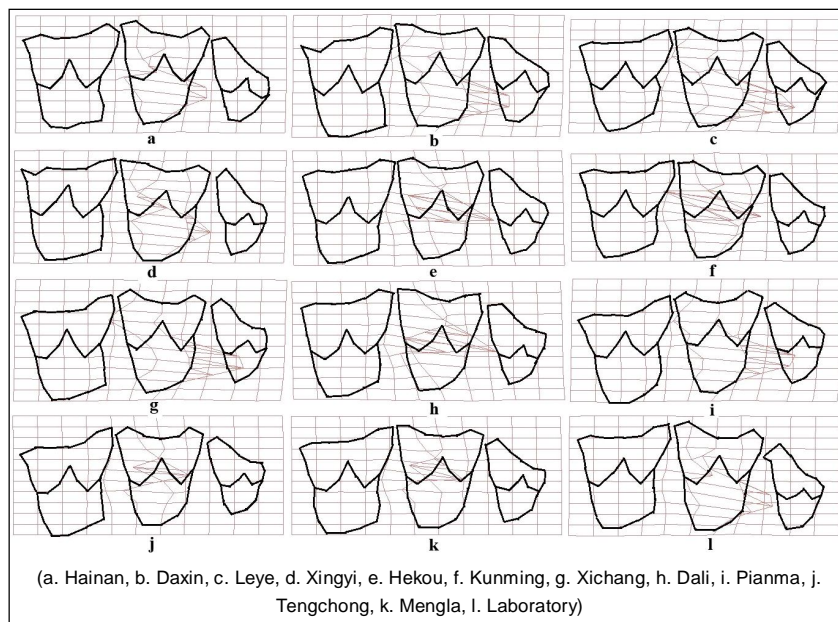 a
b
c
d
e
f
g
h
i
j
k
l
(a. Hainan, b. Daxin, c. Leye, d. Xingyi, e. Hekou, f. Kunming, g. Xichang, h. Dali, i. Pianma, j.
Tengchong, k. Mengla, l. Laboratory)